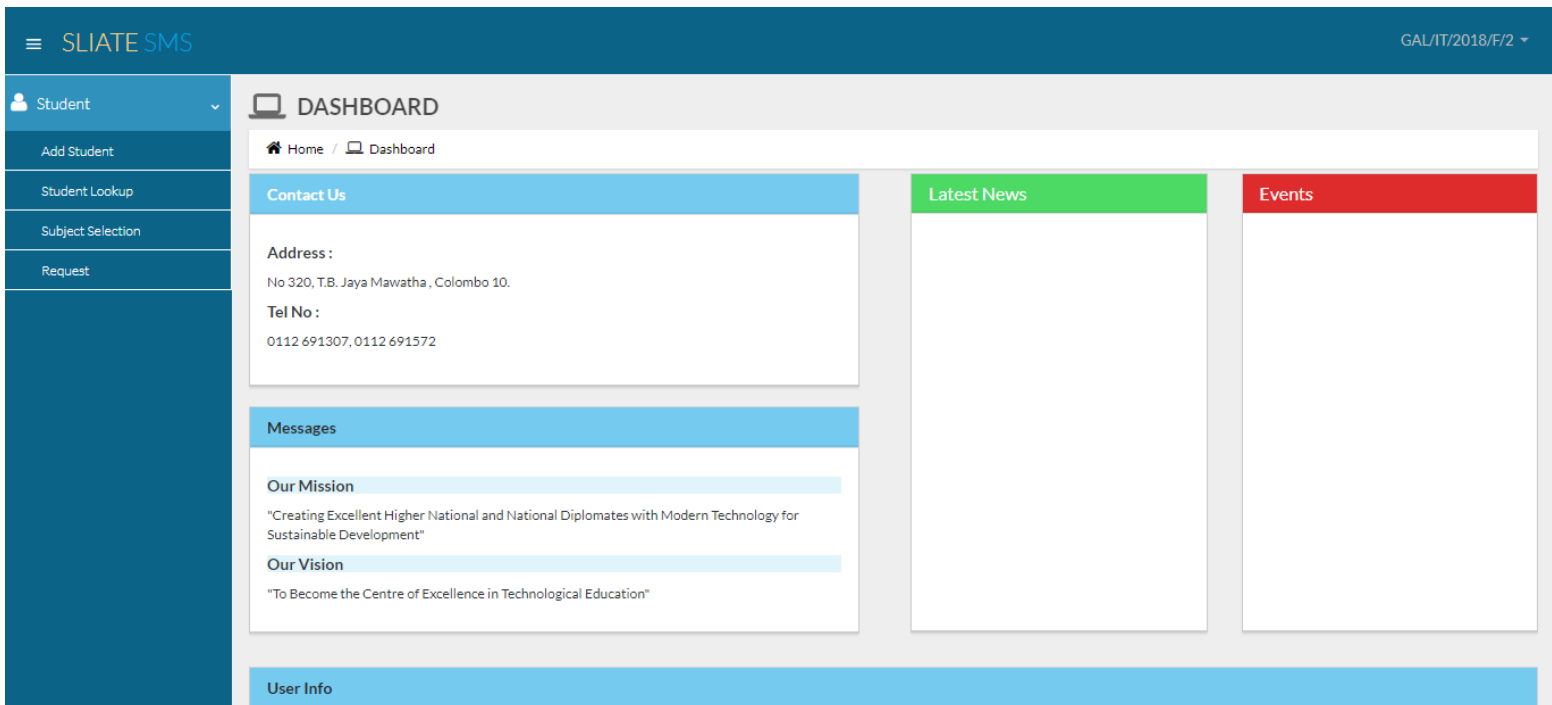 SLIATE SMS
GAL/IT/2018/F/2
Student
Add Student
Student Lookup
Subject Selection
Request
DASHBOARD
Home / Dashboard
Contact Us
Address :
No 320, T.B. Jaya Mawatha , Colombo 10.
Tel No :
0112 691307, 0112 691572
Messages
Our Mission
"Creating Excellent Higher National and National Diplomates with Modern Technology for
Sustainable Development"
Our Vision
"To Become the Centre of Excellence in Technological Education"
Latest News
Events
User Info